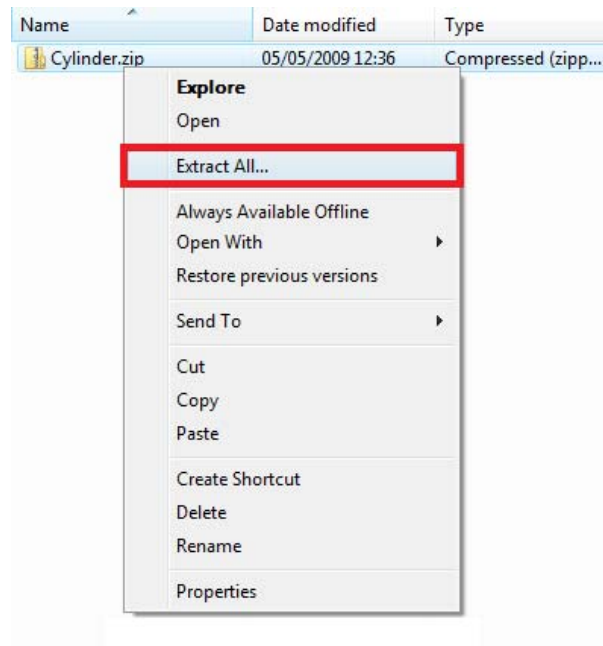 Name Date modified Type
Cylinder.zip 05/05/2009 12:36 Compressed (zipp...
Explore
Open
Extract All...
Always Available Offline
Open With
Restore previous versions
Send To
Cut
Copy
Paste
Create Shortcut
Delete
Rename
Properties